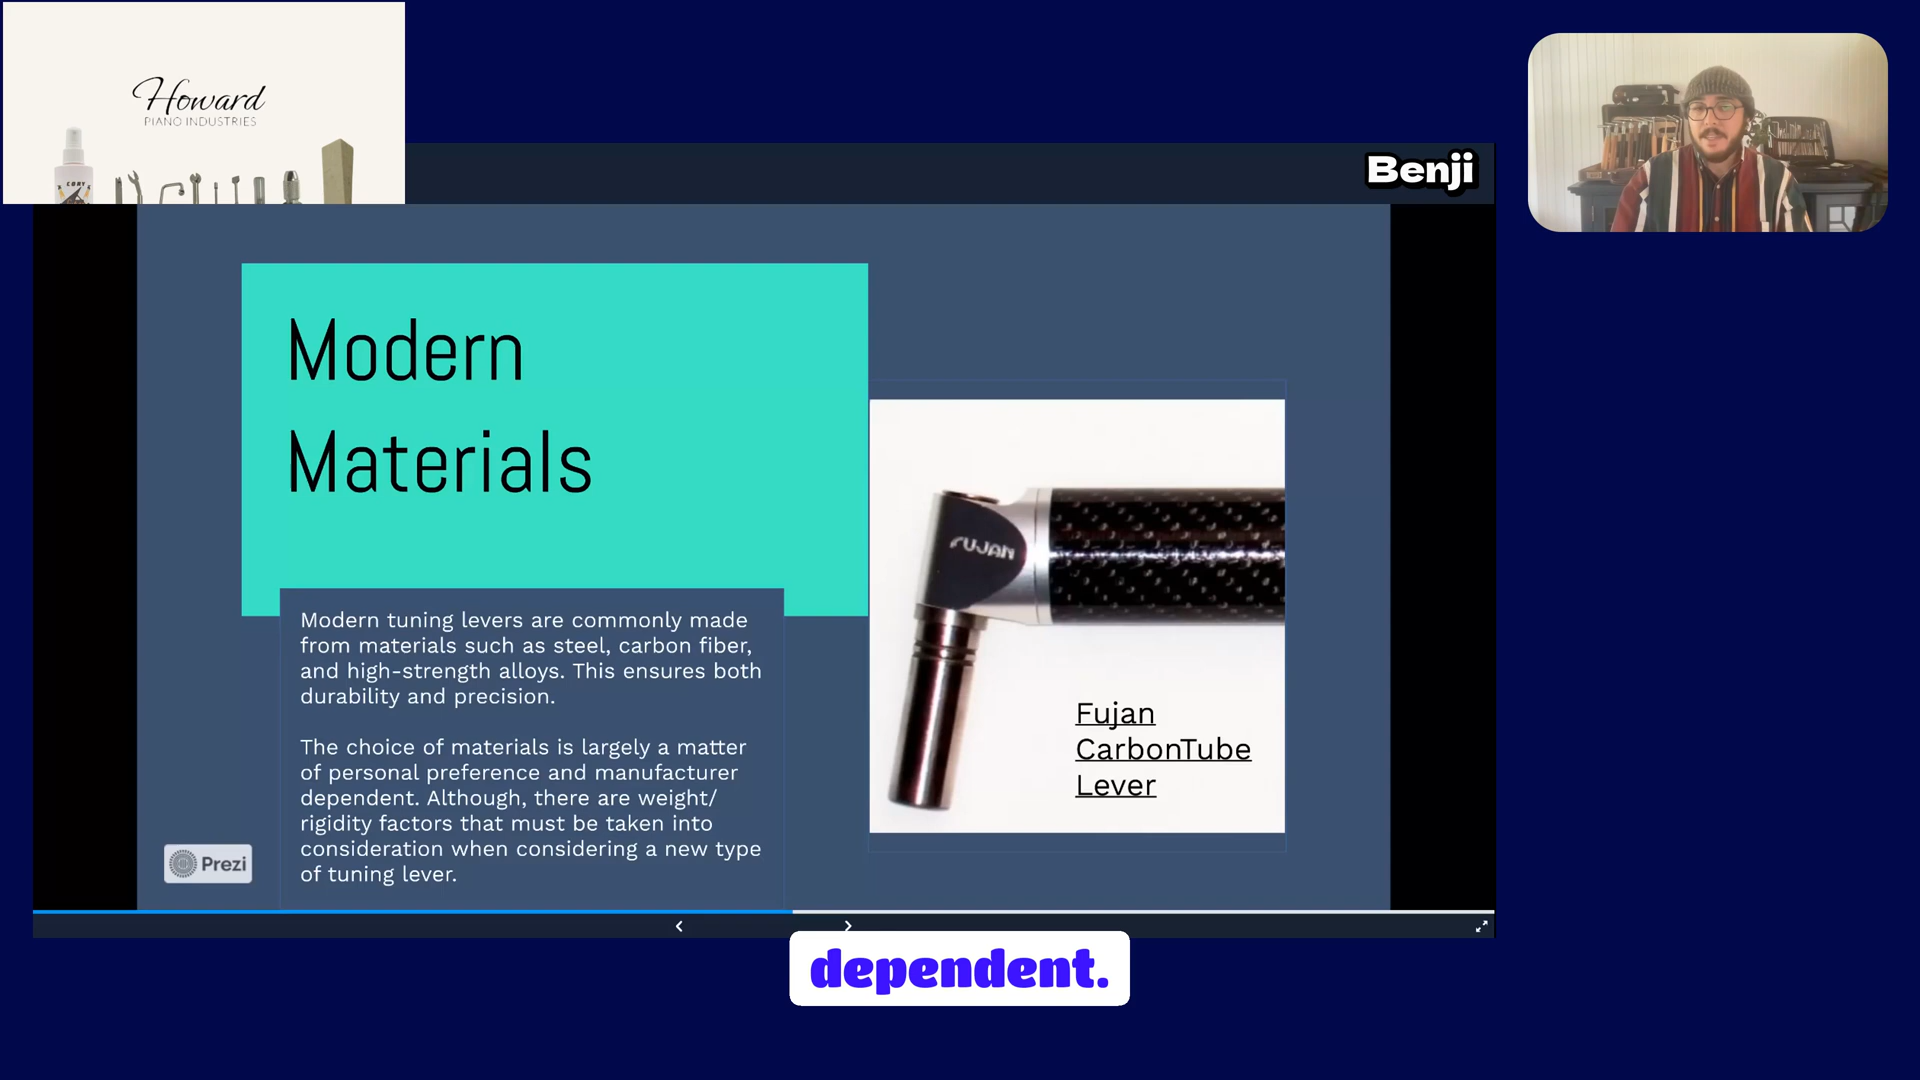 Howard
PIANO INDUSTRIES
COBY
Benji
Modern
Materials
FUJAN
Modern tuning levers are commonly made
from materials such as steel, carbon fiber,
and high-strength alloys. This ensures both
durability and precision.
The choice of materials is largely a matter
of personal preference and manufacturer
dependent. Although, there are weight/
rigidity factors that must be taken into
consideration when considering a new type
of tuning lever.
Fujan
CarbonTube
Lever
Prezi
dependent.